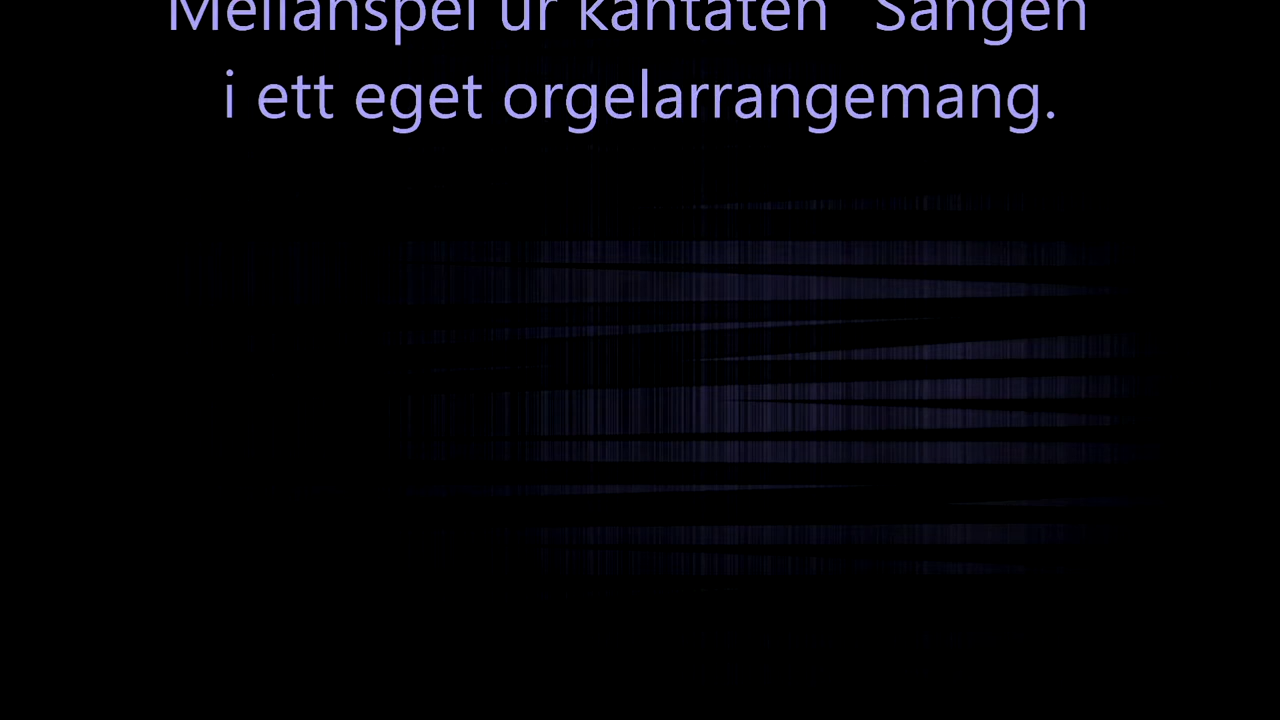 Mellanspel ur kantaten Sången
i ett eget orgelarrangemang.